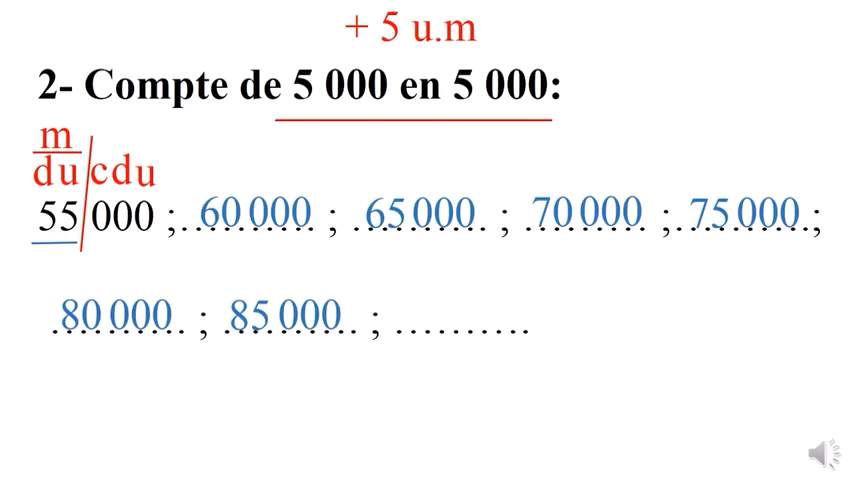 + 5 u.m
2- Compte de 5 000 en 5 000:
m
du cdu
55 000 ;.60 000.. ; .65 000.. ; .70 000.. ;.75 000..;
.80 000.. ; .85 000.. ; ……….